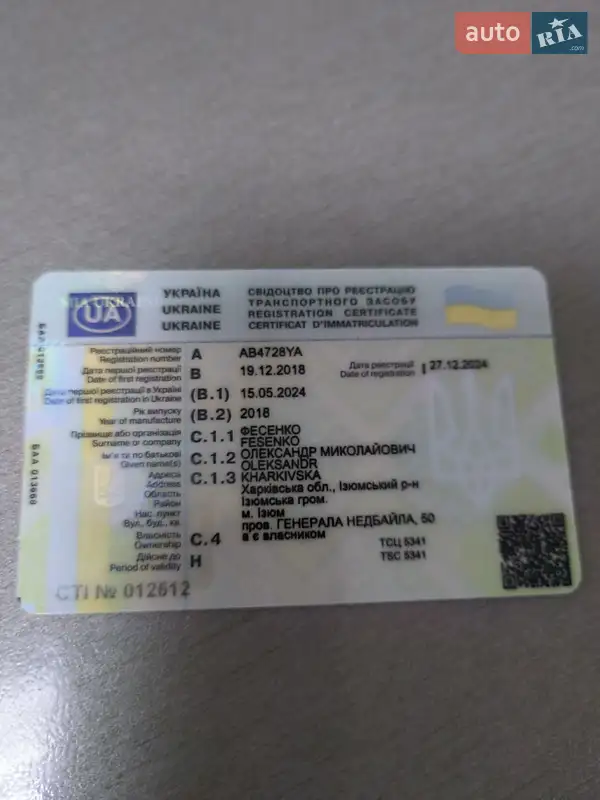 auto RIA .com
УКРАЇНА
UKRAINE
UKRAINE
СВІДОЦТВО ПРО РЕЄСТРАЦІЮ
ТРАНСПОРТНОГО ЗАСОБУ
REGISTRATION CERTIFICATE
CERTIFICAT D'IMMATRICULATION
UA
Реєстраційний номер
Registration number
A AB4728YA
Дата першої реєстрації
Date of first registration
B 19.12.2018
Дата реєстрації
Date of registration
I 27.12.2024
Дата першої реєстрації в Україні
Date of first registration in Ukraine
(B.1) 15.05.2024
Рік випуску
Year of manufacture
(B.2) 2018
Прізвище або організація
Surname or company
C.1.1 ФЕСЕНКО
FESENKO
Ім'я та по батькові
Given name(s)
C.1.2 ОЛЕКСАНДР МИКОЛАЙОВИЧ
OLEKSANDR
Адреса
Address
C.1.3 KHARKIVSKA
Область
Район
Нас. пункт
Вул., буд., кв.
Харківська обл., Ізюмський р-н
Ізюмська гром.
м. Ізюм
пров. ГЕНЕРАЛА НЕДБАЙЛА, 50
Власність
Ownership
C.4 а є власником
Дійсне до
Period of validity
H
ТСЦ 5341
TSC 5341
CTI № 012612